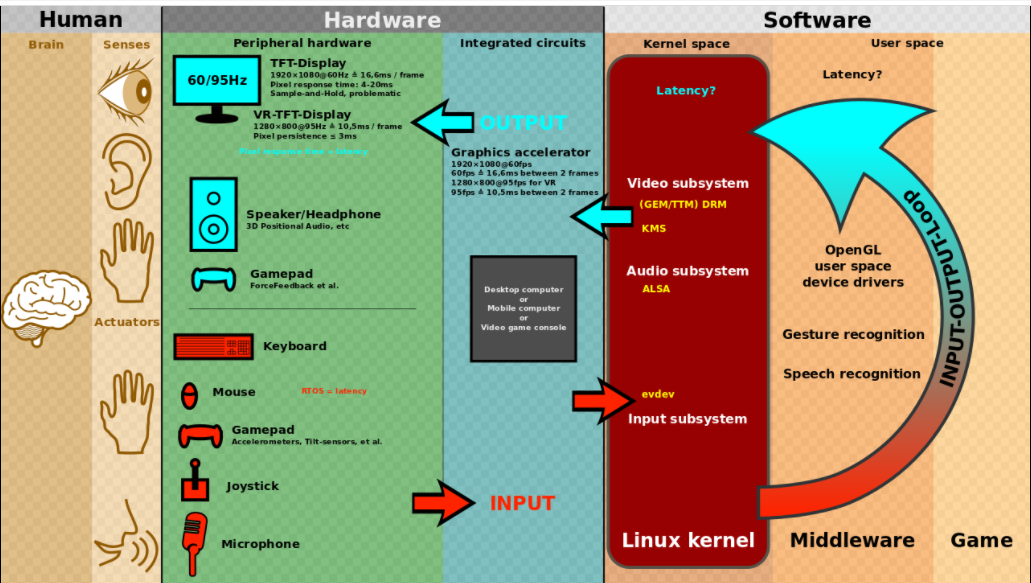 Human
Hardware
Software
Brain
Senses
Peripheral hardware
Integrated circuits
Kernel space
User space
60/95Hz
TFT-Display
1920×1080@60Hz ≙ 16,6ms / frame
Pixel response time: 4-20ms
Sample-and-Hold, problematic
VR-TFT-Display
1280×800@95Hz ≙ 10,5ms / frame
Pixel persistence ≤ 3ms
Pixel response time = latency
OUTPUT
Graphics accelerator
1920×1080@60fps
60fps ≙ 16.6ms between 2 frames
1280×800@95fps for VR
95fps ≙ 10,5ms between 2 frames
Speaker/Headphone
3D Positional Audio, etc
Gamepad
ForceFeedback et al.
Actuators
Keyboard
Mouse
RTOS = latency
Gamepad
Accelerometers, Tilt-sensors, et al.
Joystick
Microphone
Desktop computer
or
Mobile computer
or
Video game console
INPUT
Latency?
Video subsystem
(GEM/TTM) DRM
KMS
Audio subsystem
ALSA
evdev
Input subsystem
Linux kernel
Latency?
OpenGL
user space
device drivers
Gesture recognition
Speech recognition
INPUT-OUTPUT-Loop
Middleware
Game